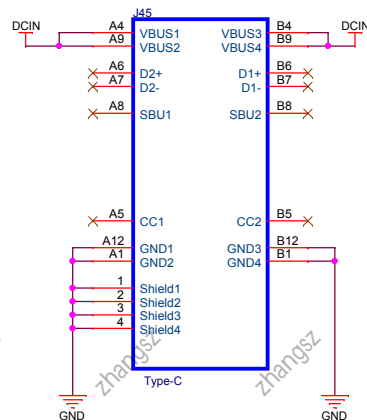 J45
DCIN
A4
VBUS1
VBUS3
B4
DCIN
A9
VBUS2
VBUS4
B9
A6
D2+
D1+
B6
A7
D2-
D1-
B7
A8
SBU1
SBU2
B8
A5
CC1
CC2
B5
A12
GND1
GND3
B12
A1
GND2
GND4
B1
1
Shield1
2
Shield2
3
Shield3
4
Shield4
zhangsz
zhangsz
Type-C
GND
GND